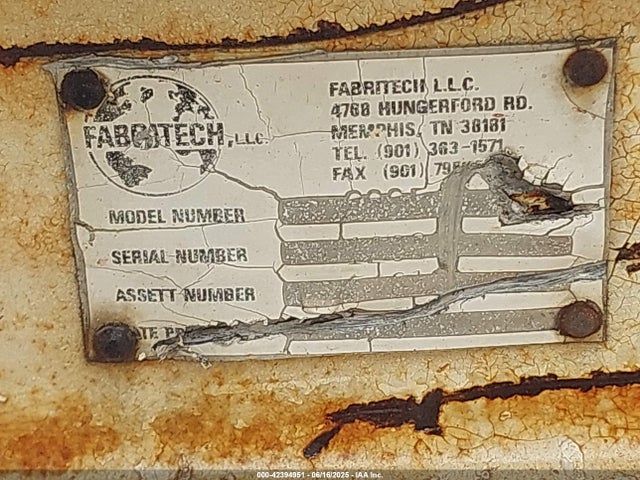 FABRITECH, LLC.
FABRITECH L.L.C.
4768 HUNGERFORD RD.
MEMPHIS, TN 38181
TEL. (901) 363-1571
FAX (901)
MODEL NUMBER
SERIAL NUMBER
ASSETT NUMBER
000-42394951 - 06/16/2025 - IAA Inc.